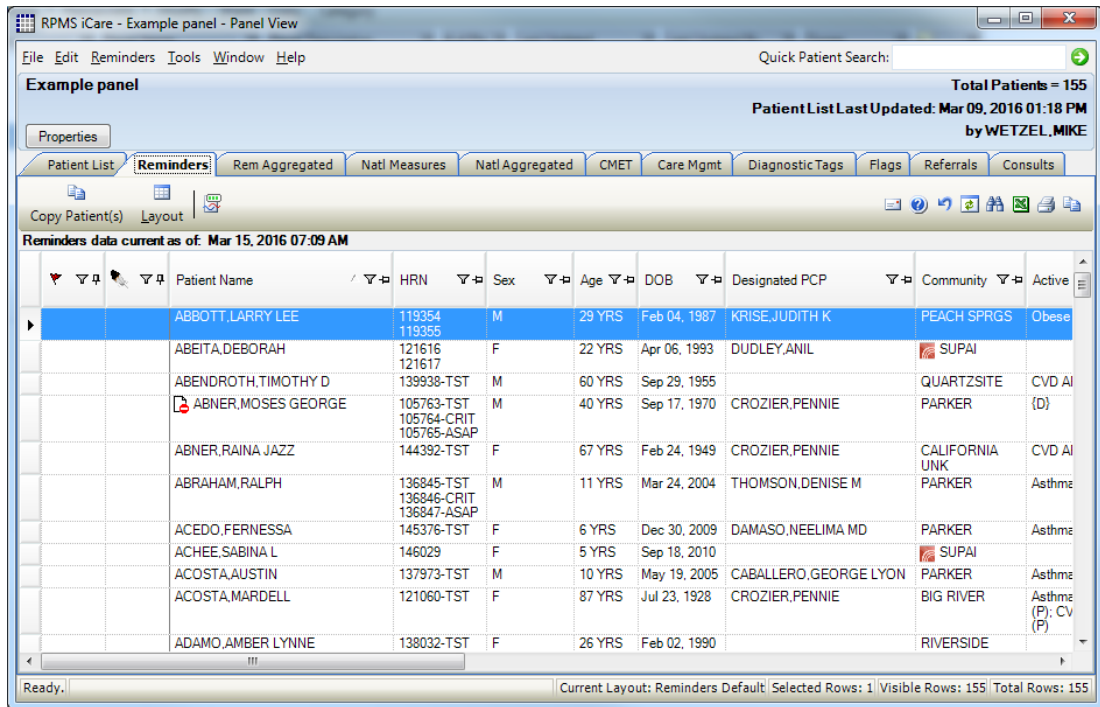 RPMS iCare - Example panel - Panel View
File Edit Reminders Tools Window Help Quick Patient Search:
Example panel Total Patients = 155
Patient List Last Updated: Mar 09, 2016 01:18 PM
Properties by WETZEL,MIKE
Patient List Reminders Rem Aggregated Natl Measures Natl Aggregated CMET Care Mgmt Diagnostic Tags Flags Referrals Consults
Copy Patient(s) Layout
Reminders data current as of: Mar 15, 2016 07:09 AM
Patient Name HRN Sex Age DOB Designated PCP Community Active
ABBOTT,LARRY LEE 119354 M 29 YRS Feb 04, 1987 KRISE,JUDITH K PEACH SPRGS Obese
119355
ABEITA,DEBORAH 121616 F 22 YRS Apr 06, 1993 DUDLEY,ANIL SUPAI
121617
ABENDROTH,TIMOTHY D 139938-TST M 60 YRS Sep 29, 1955 QUARTZSITE CVD
ABNER,MOSES GEORGE 105763-TST M 40 YRS Sep 17, 1970 CROZIER,PENNIE PARKER {D}
105764-CRIT
105765-ASAP
ABNER,RAINA JAZZ 144392-TST F 67 YRS Feb 24, 1949 CROZIER,PENNIE CALIFORNIA CVD
UNK
ABRAHAM,RALPH 136845-TST M 11 YRS Mar 24, 2004 THOMSON,DENISE M PARKER Asthma
136846-CRIT
136847-ASAP
ACEDO,FERNESSA 145376-TST F 6 YRS Dec 30, 2009 DAMASO,NEELIMA MD PARKER Asthma
ACHEE,SABINA L 146029 F 5 YRS Sep 18, 2010 SUPAI
ACOSTA,AUSTIN 137973-TST M 10 YRS May 19, 2005 CABALLERO,GEORGE LYON PARKER Asthma
ACOSTA,MARDELL 121060-TST F 87 YRS Jul 23, 1928 CROZIER,PENNIE BIG RIVER Asthma
(P); CV
(P)
ADAMO,AMBER LYNNE 138032-TST F 26 YRS Feb 02, 1990 RIVERSIDE
Ready. Current Layout: Reminders Default Selected Rows: 1 Visible Rows: 155 Total Rows: 155